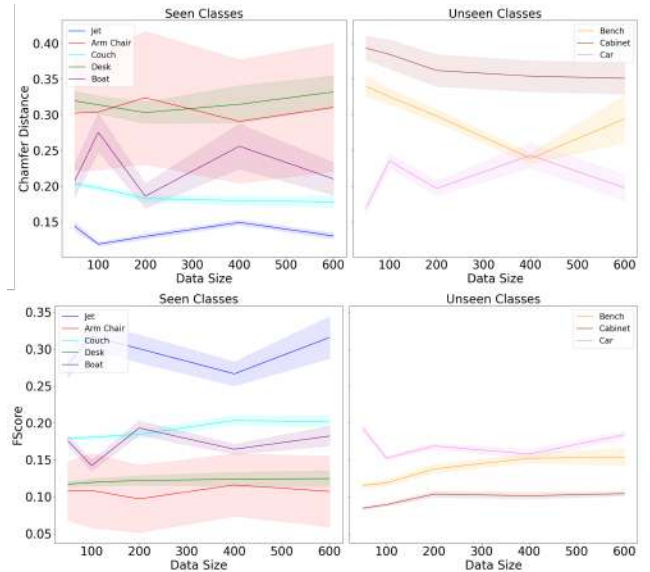 Seen Classes
Unseen Classes
Chamfer Distance
0.40
0.35
0.30
0.25
0.20
0.15
Jet
Arm Chair
Couch
Desk
Boat
Bench
Cabinet
Car
100 200 300 400 500 600
100 200 300 400 500 600
Data Size
Data Size
Seen Classes
Unseen Classes
FScore
0.35
0.30
0.25
0.20
0.15
0.10
0.05
Jet
Arm Chair
Couch
Desk
Boat
Bench
Cabinet
Car
100 200 300 400 500 600
100 200 300 400 500 600
Data Size
Data Size